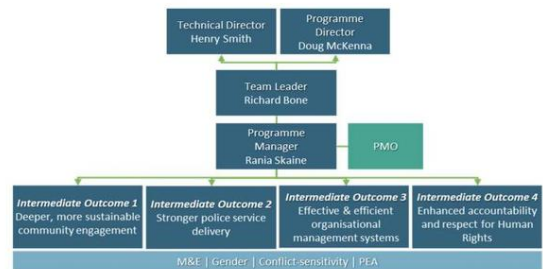 Technical Director
Henry Smith
Programme
Director
Doug McKenna
Team Leader
Richard Bone
Programme
Manager
Rania Skaine
PMO
Intermediate Outcome 1
Deeper, more sustainable
community engagement
Intermediate Outcome 2
Stronger police service
delivery
Intermediate Outcome 3
Effective & efficient
organisational
management systems
Intermediate Outcome 4
Enhanced accountability
and respect for Human
Rights
M&E | Gender | Conflict-sensitivity | PEA